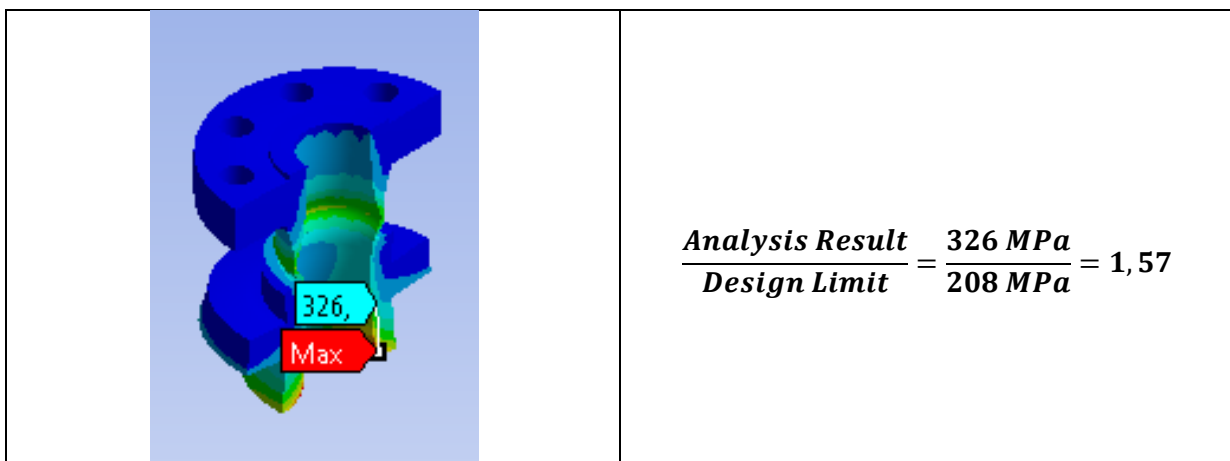 326,
Max
Analysis Result / Design Limit = 326 MPa / 208 MPa = 1, 57